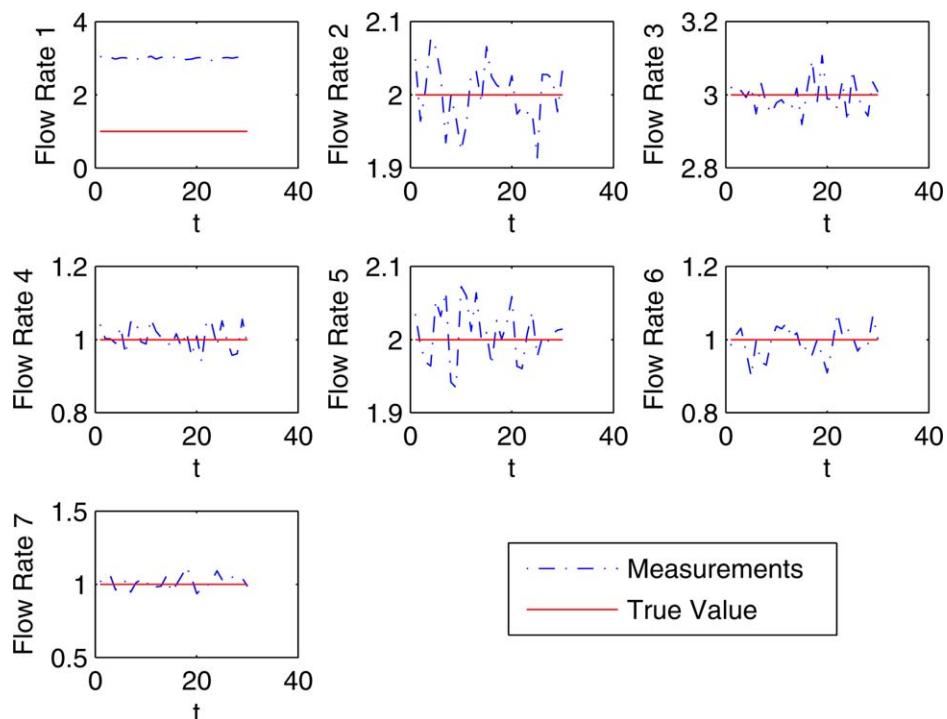 Flow Rate 1
4
2
0
0
20
40
t
Flow Rate 2
2.1
2
1.9
0
20
40
t
Flow Rate 3
3.2
3
2.8
0
20
40
t
Flow Rate 4
1.2
1
0.8
0
20
40
t
Flow Rate 5
2.1
2
1.9
0
20
40
t
Flow Rate 6
1.2
1
0.8
0
20
40
t
Flow Rate 7
1.5
1
0.5
0
20
40
t
Measurements
True Value